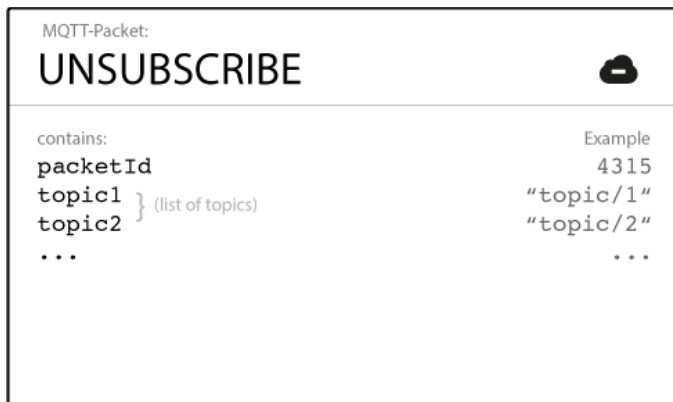 MQTT-Packet:
UNSUBSCRIBE
contains: Example
packetId 4315
topic1 } (list of topics) “topic/1“
topic2 “topic/2“
... ...